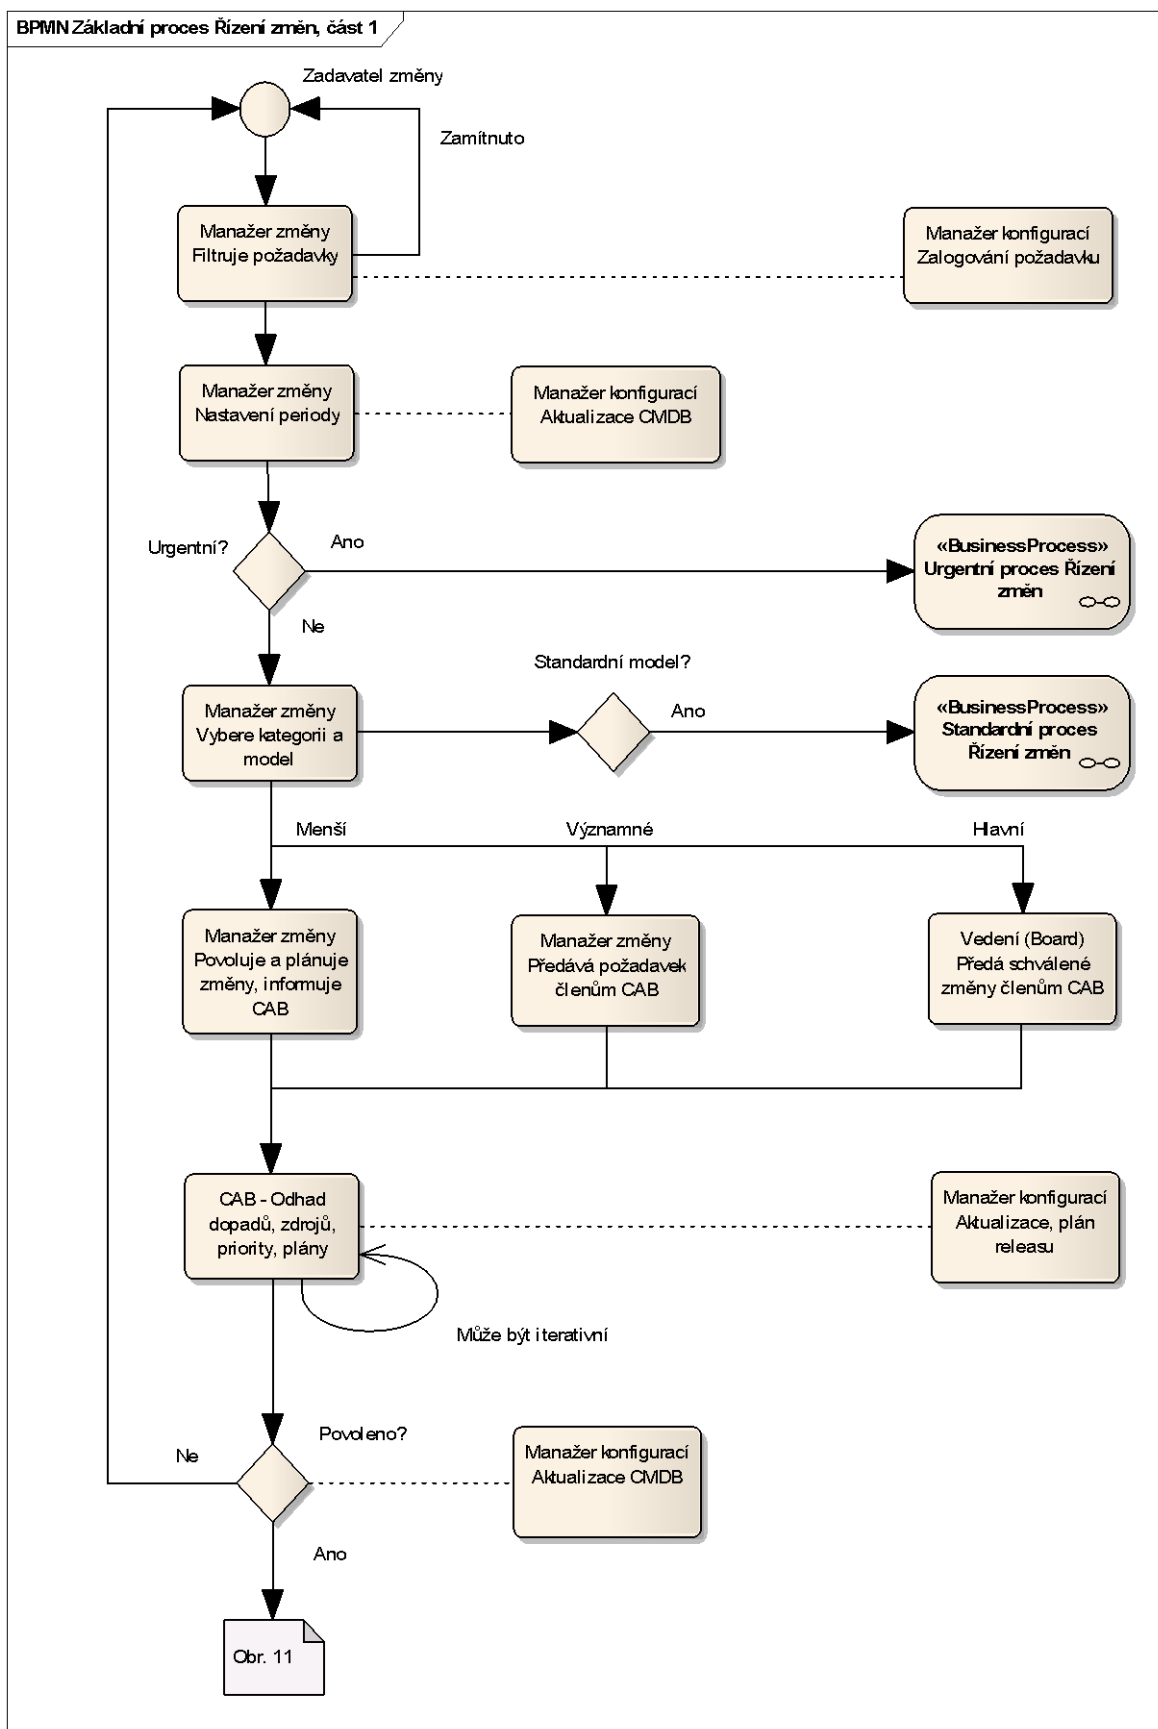 BPMN Základní proces Řízení změn, část 1
Zadavatel změny
Zamítnuto
Manažer změny
Filtruje požadavky
Manažer konfigurací
Zalogování požadavku
Manažer změny
Nastavení periody
Manažer konfigurací
Aktualizace CMDB
Urgentní?
Ano
«BusinessProcess»
Urgentní proces Řízení
změn
Ne
Standardní model?
Manažer změny
Vybere kategorii a
model
Ano
«BusinessProcess»
Standardní proces
Řízení změn
Menší
Významné
Hlavní
Manažer změny
Povoluje a plánuje
změny, informuje
CAB
Manažer změny
Předává požadavek
členům CAB
Vedení (Board)
Předá schválené
změny členům CAB
CAB - Odhad
dopadů, zdrojů,
priority, plány
Manažer konfigurací
Aktualizace, plán
releasu
Může být iterativní
Povoleno?
Ne
Manažer konfigurací
Aktualizace CMDB
Ano
Obr. 11